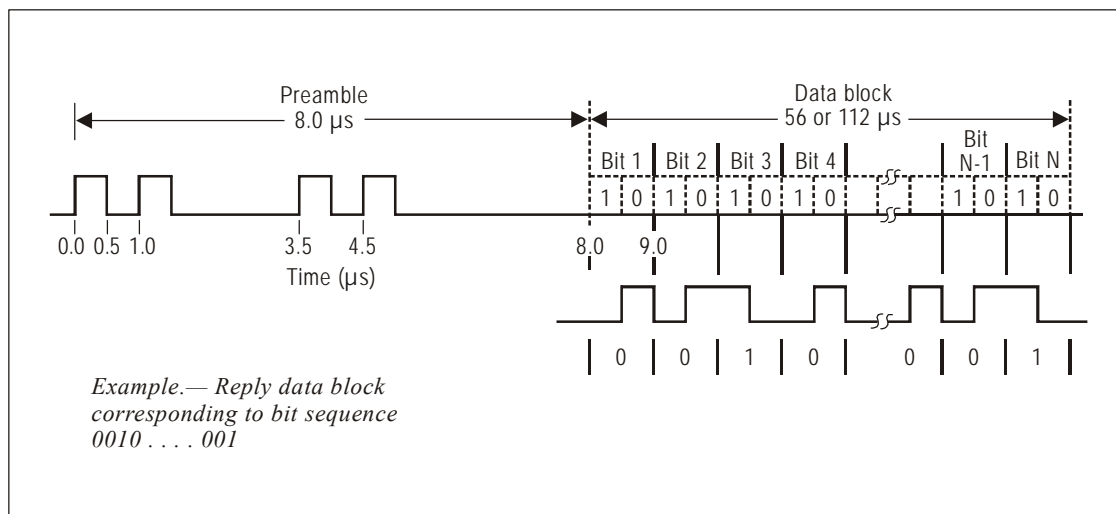 Preamble
8.0 µs
Data block
56 or 112 µs
Bit 1 Bit 2 Bit 3 Bit 4 Bit N-1 Bit N
1 0 1 0 1 0 1 0 1 0 1 0
0.0 0.5 1.0 3.5 4.5 8.0 9.0
Time (µs)
0 0 1 0 0 0 1
Example.— Reply data block
corresponding to bit sequence
0010 . . . . 001